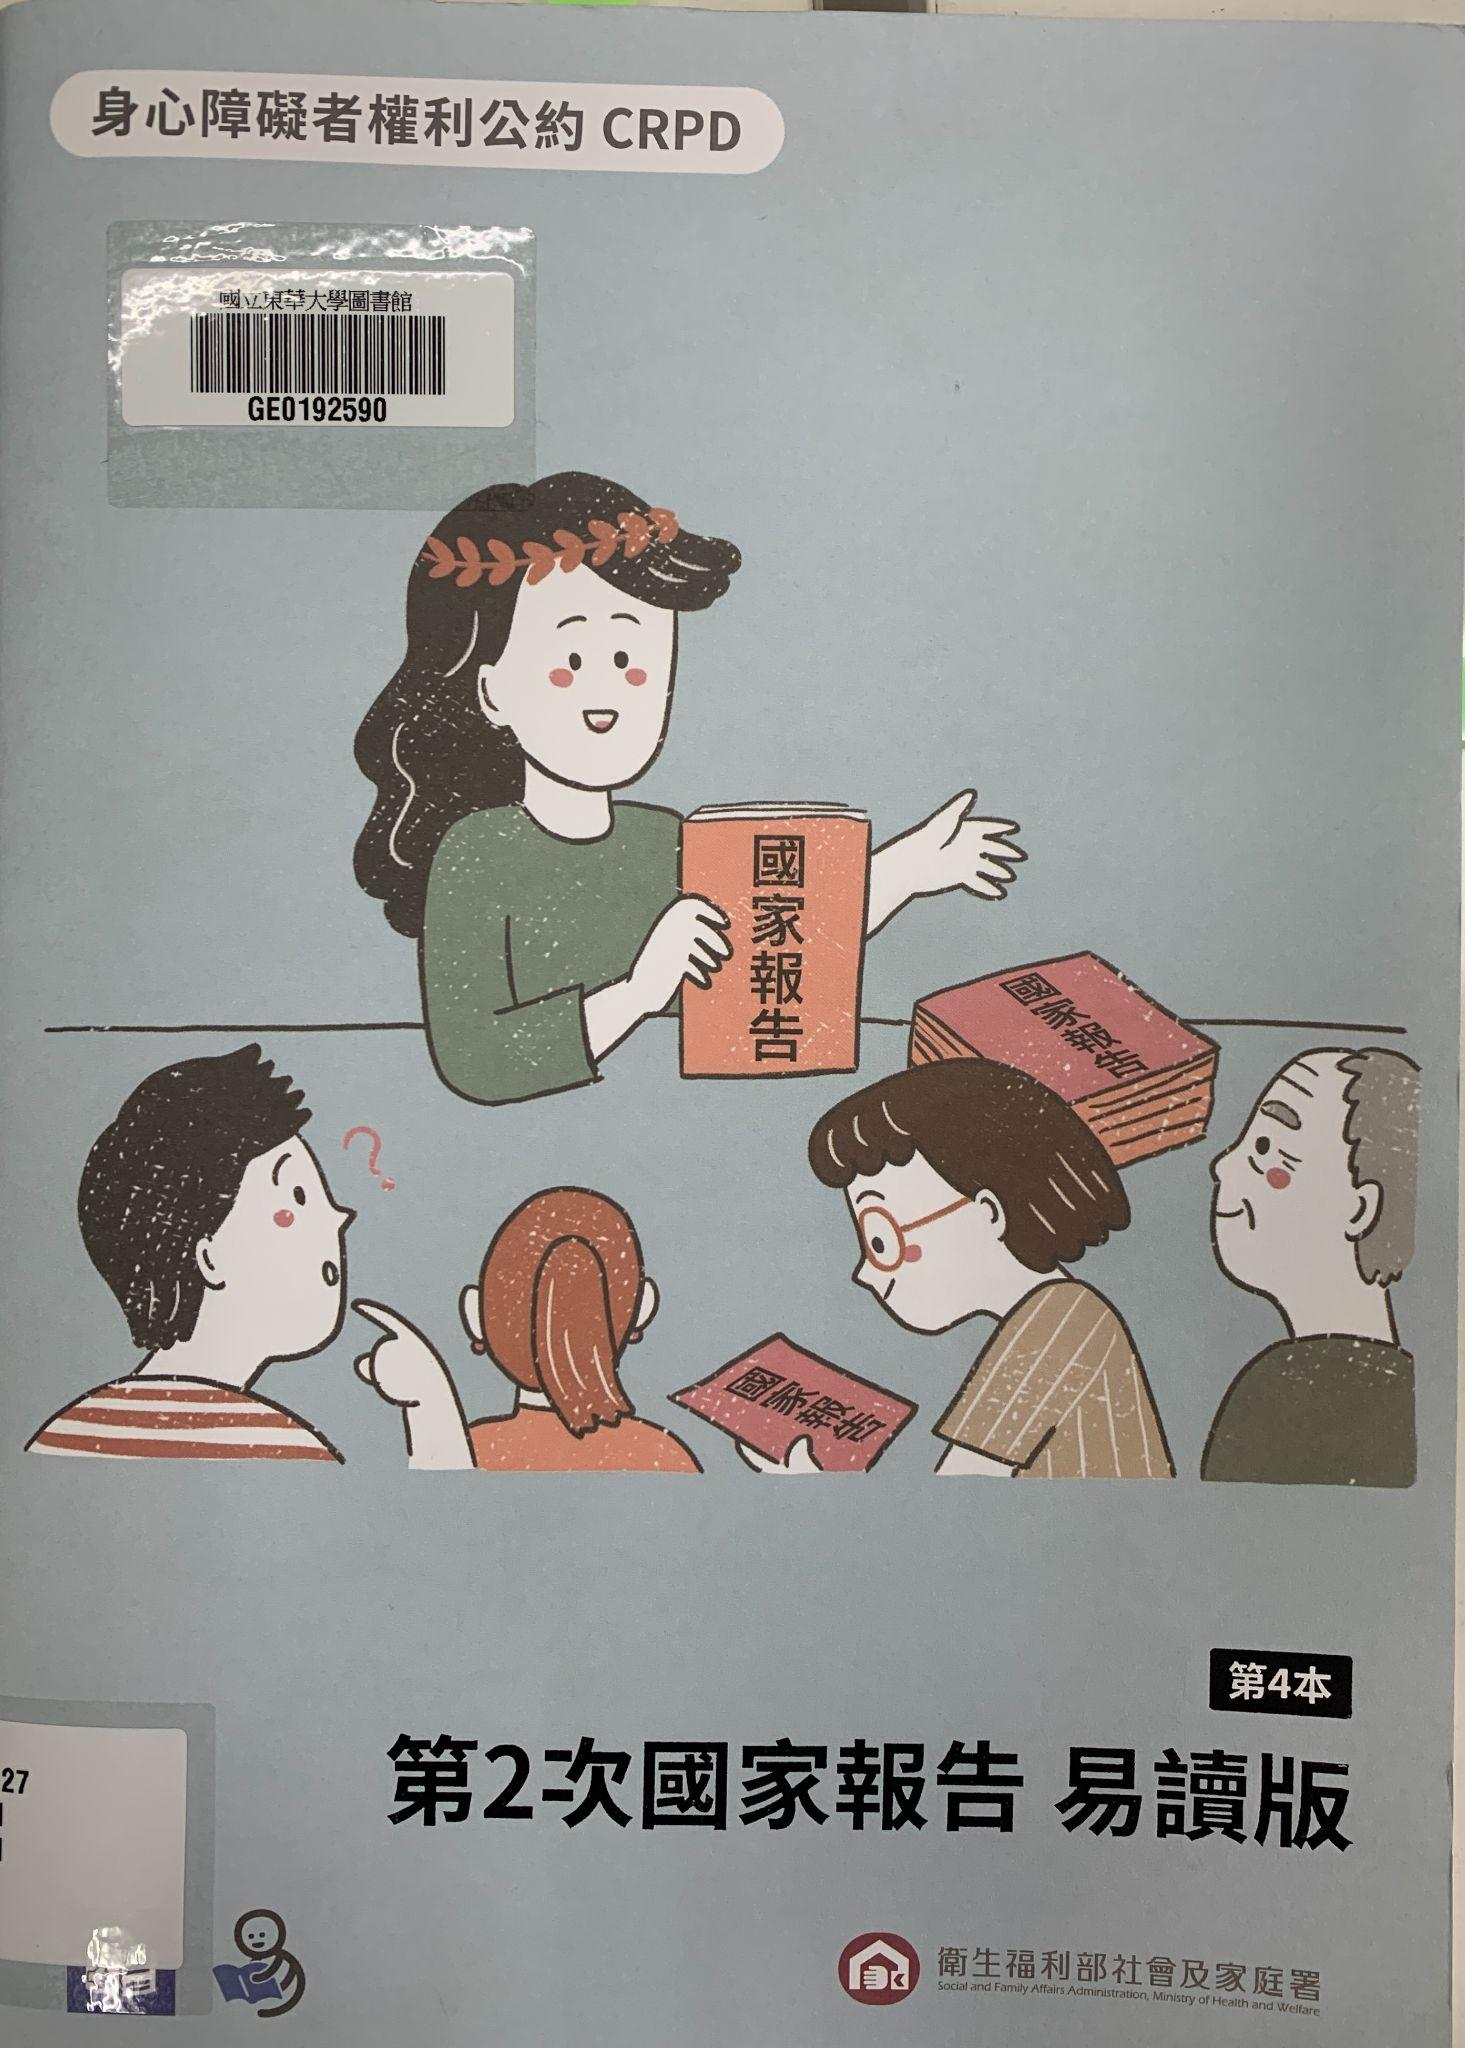 身心障礙者權利公約 CRPD
國立東華大學圖書館
GE0192590
國家報告
國家報告
國家報告
第4本
第2次國家報告 易讀版
27
衛生福利部社會及家庭署
Social and Family Affairs Administration, Ministry of Health and Welfare